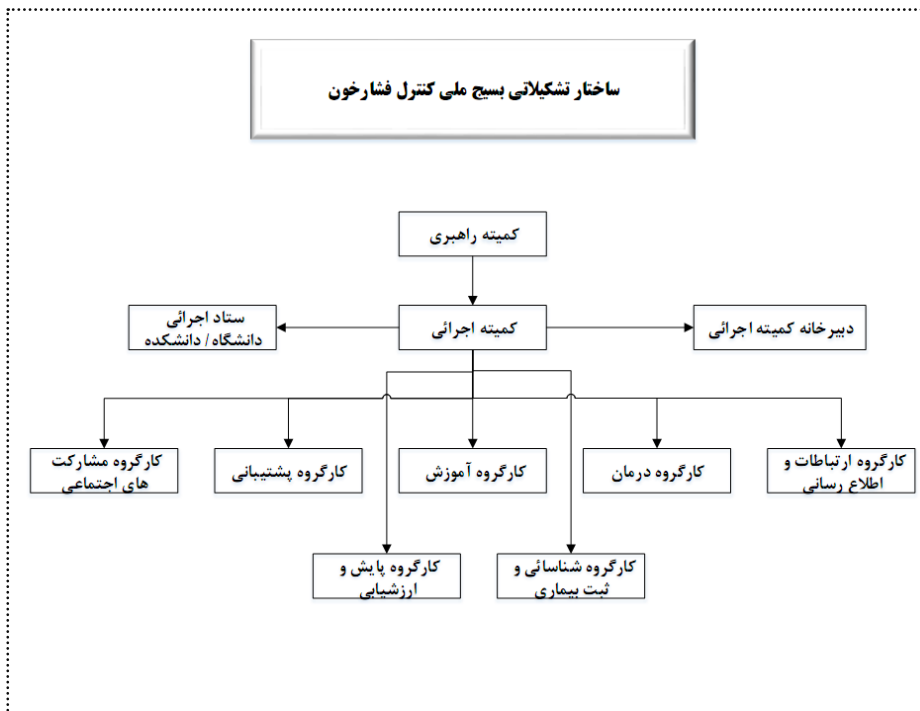 ساختار تشکیلاتی بسیج ملی کنترل فشارخون
کمیته راهبری
دبیرخانه کمیته اجرائی
کمیته اجرائی
ستاد اجرائی
دانشگاه / دانشکده
کارگروه ارتباطات و
اطلاع رسانی
کارگروه درمان
کارگروه آموزش
کارگروه پشتیبانی
کارگروه مشارکت
های اجتماعی
کارگروه شناسائی و
ثبت بیماری
کارگروه پایش و
ارزشیابی